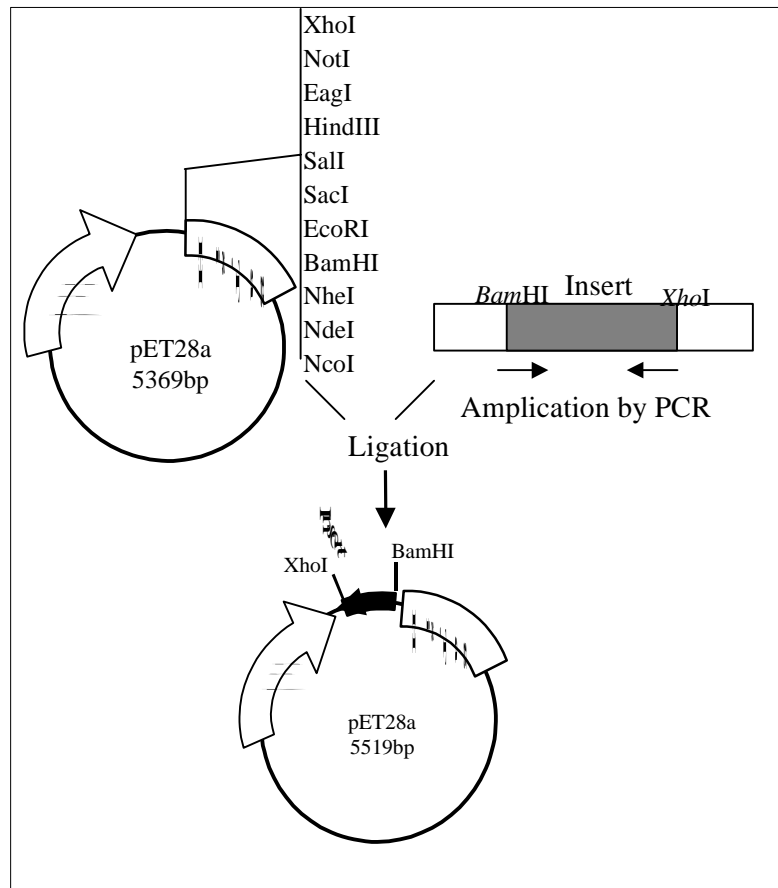 XhoI
NotI
EagI
HindIII
SalI
SacI
EcoRI
BamHI
NheI
NdeI
NcoI
pET28a
5369bp
BamHI
Insert
XhoI
Amplication by PCR
Ligation
XhoI
BamHI
pET28a
5519bp